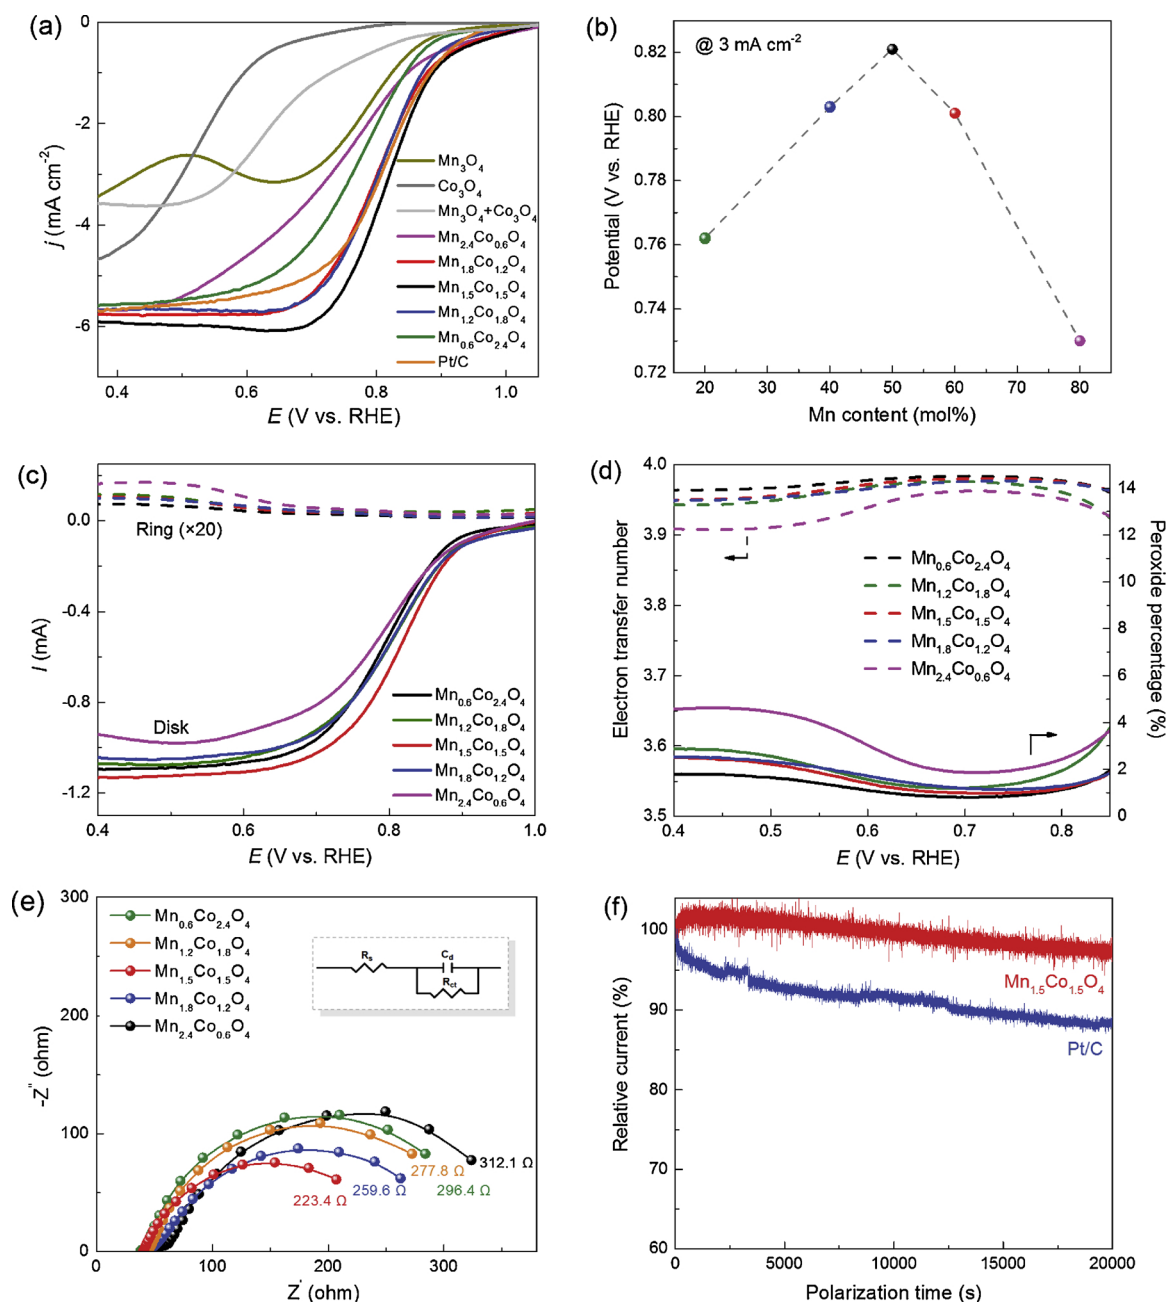 (a)
0
-2
-4
-6
j (mA cm⁻²)
0.4
0.6
0.8
1.0
E (V vs. RHE)
Mn₃O₄
Co₃O₄
Mn₃O₄+Co₃O₄
Mn₂.₄Co₀.₆O₄
Mn₁.₈Co₁.₂O₄
Mn₁.₅Co₁.₅O₄
Mn₁.₂Co₁.₈O₄
Mn₀.₆Co₂.₄O₄
Pt/C
(b)
@ 3 mA cm⁻²
0.82
0.80
0.78
0.76
0.74
0.72
Potential (V vs. RHE)
20
30
40
50
60
70
80
Mn content (mol%)
(c)
0.0
-0.4
-0.8
-1.2
I (mA)
Ring (×20)
Disk
Mn₀.₆Co₂.₄O₄
Mn₁.₂Co₁.₈O₄
Mn₁.₅Co₁.₅O₄
Mn₁.₈Co₁.₂O₄
Mn₂.₄Co₀.₆O₄
0.4
0.6
0.8
1.0
E (V vs. RHE)
(d)
4.0
3.9
3.8
3.7
3.6
3.5
Electron transfer number
Mn₀.₆Co₂.₄O₄
Mn₁.₂Co₁.₈O₄
Mn₁.₅Co₁.₅O₄
Mn₁.₈Co₁.₂O₄
Mn₂.₄Co₀.₆O₄
14
12
10
8
6
4
2
0
Peroxide percentage (%)
0.4
0.5
0.6
0.7
0.8
E (V vs. RHE)
(e)
300
200
100
0
-Z" (ohm)
Mn₀.₆Co₂.₄O₄
Mn₁.₂Co₁.₈O₄
Mn₁.₅Co₁.₅O₄
Mn₁.₈Co₁.₂O₄
Mn₂.₄Co₀.₆O₄
Rₛ
C_d
R_ct
312.1 Ω
277.8 Ω
296.4 Ω
259.6 Ω
223.4 Ω
0
100
200
300
Z' (ohm)
(f)
100
90
80
70
60
Relative current (%)
Mn₁.₅Co₁.₅O₄
Pt/C
0
5000
10000
15000
20000
Polarization time (s)